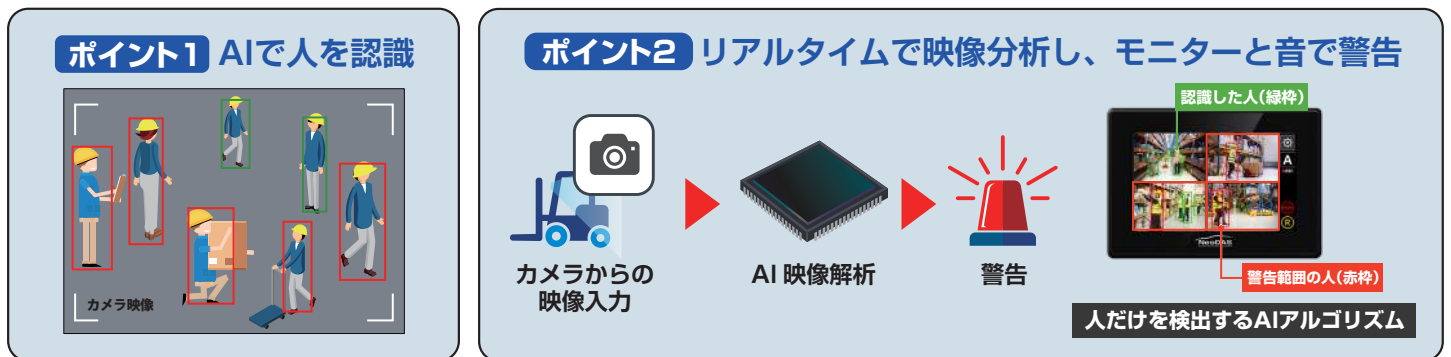 ポイント1 AIで人を認識
カメラ映像
ポイント2 リアルタイムで映像分析し、モニターと音で警告
カメラからの
映像入力
AI 映像解析
警告
認識した人(緑枠)
A
R
NeoDAS
警告範囲の人(赤枠)
人だけを検出するAIアルゴリズム